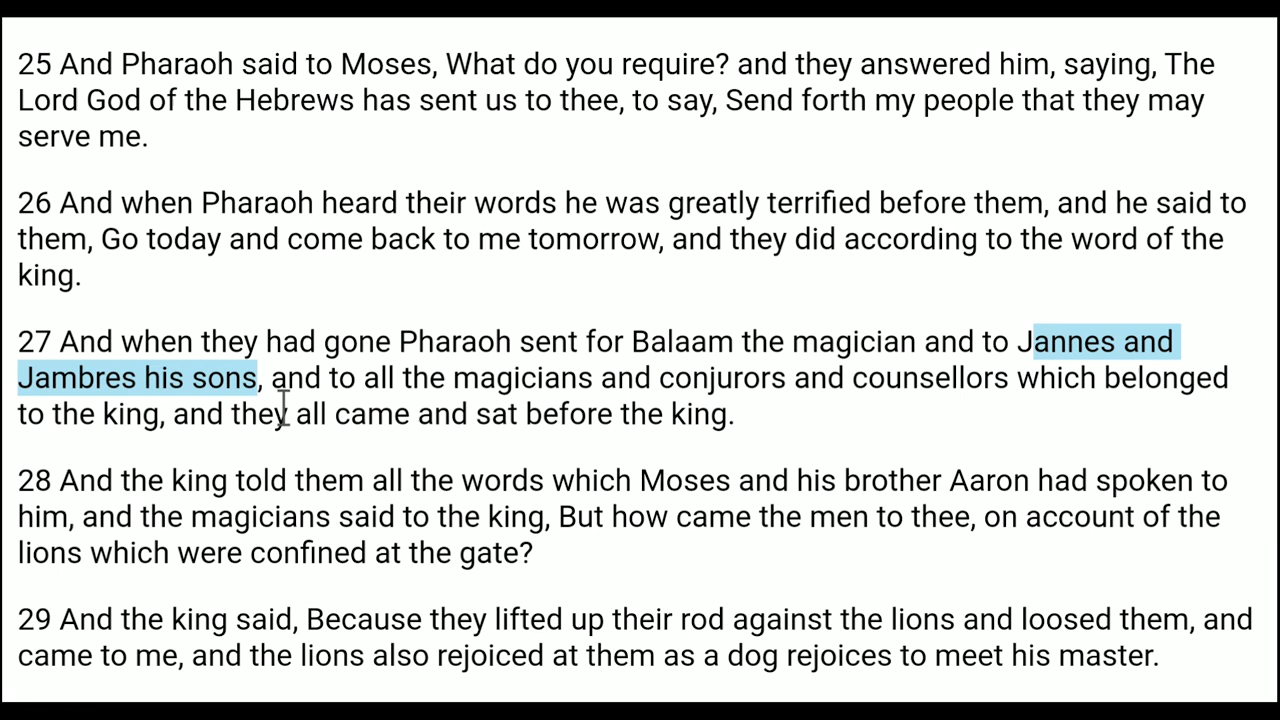 25 And Pharaoh said to Moses, What do you require? and they answered him, saying, The
Lord God of the Hebrews has sent us to thee, to say, Send forth my people that they may
serve me.
26 And when Pharaoh heard their words he was greatly terrified before them, and he said to
them, Go today and come back to me tomorrow, and they did according to the word of the
king.
27 And when they had gone Pharaoh sent for Balaam the magician and to Jannes and
Jambres his sons, and to all the magicians and conjurors and counsellors which belonged
to the king, and they all came and sat before the king.
28 And the king told them all the words which Moses and his brother Aaron had spoken to
him, and the magicians said to the king, But how came the men to thee, on account of the
lions which were confined at the gate?
29 And the king said, Because they lifted up their rod against the lions and loosed them, and
came to me, and the lions also rejoiced at them as a dog rejoices to meet his master.